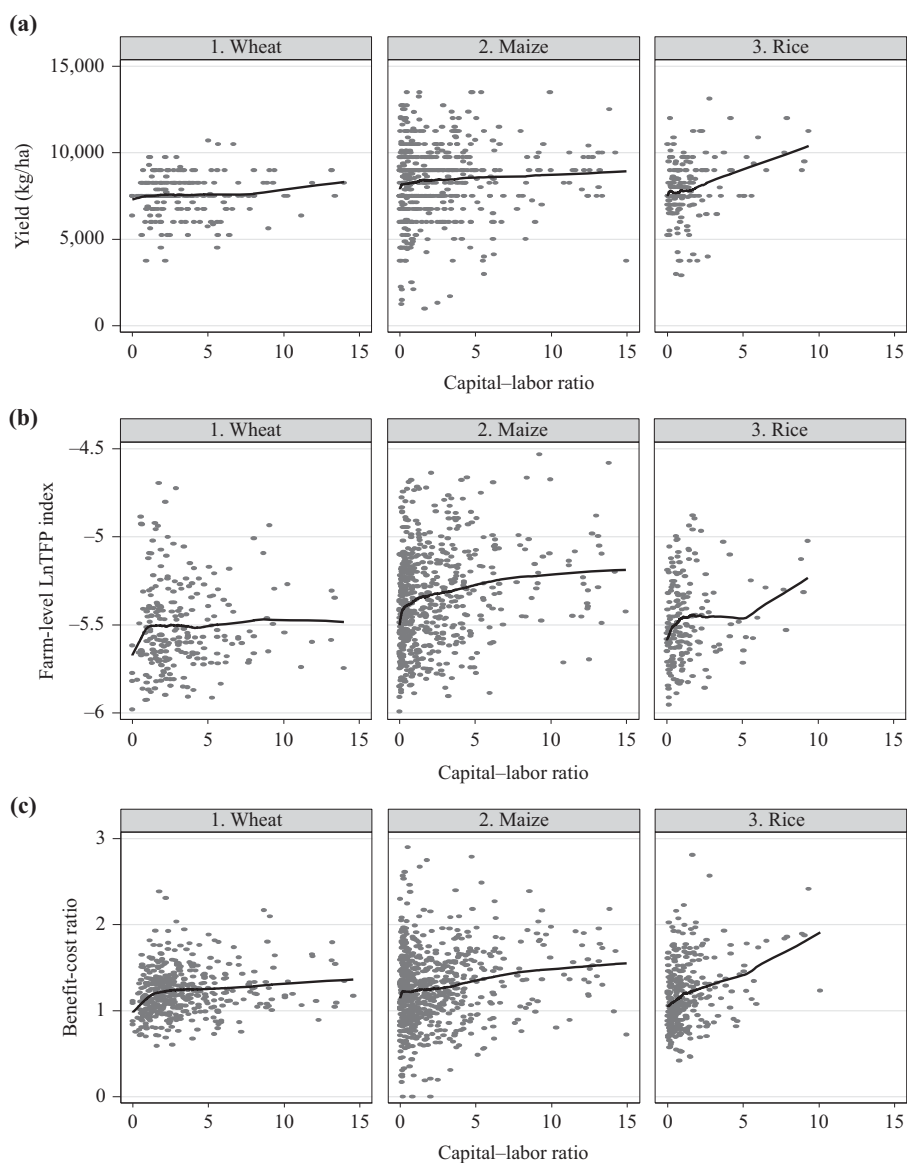 (a)
1. Wheat
2. Maize
3. Rice
15,000
10,000
5,000
0
Yield (kg/ha)
0 5 10 15
0 5 10 15
0 5 10 15
Capital–labor ratio
(b)
1. Wheat
2. Maize
3. Rice
–4.5
–5
–5.5
–6
Farm-level LnTFP index
0 5 10 15
0 5 10 15
0 5 10 15
Capital–labor ratio
(c)
1. Wheat
2. Maize
3. Rice
3
2
1
0
Benefit-cost ratio
0 5 10 15
0 5 10 15
0 5 10 15
Capital–labor ratio